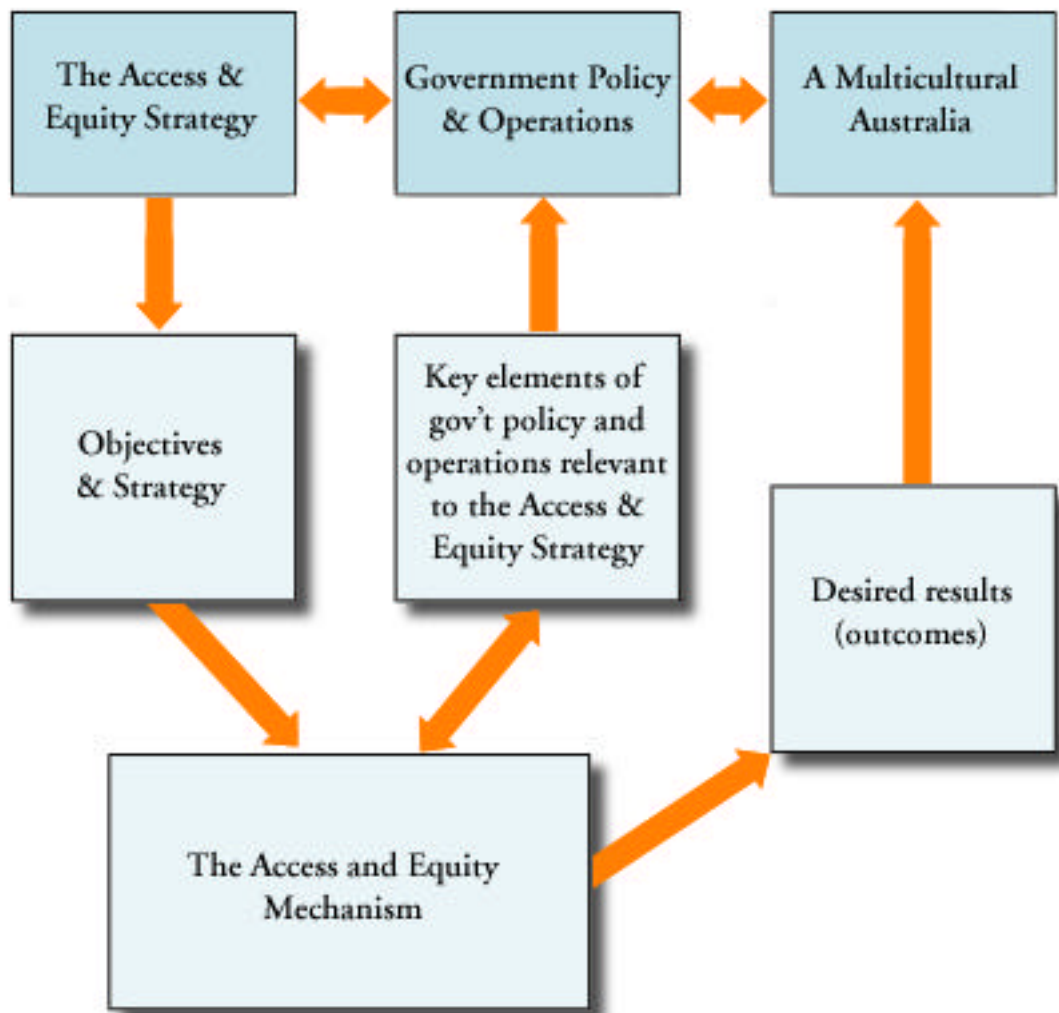 The Access &
Equity Strategy
Government Policy
& Operations
A Multicultural
Australia
Objectives
& Strategy
Key elements of
gov't policy and
operations relevant
to the Access &
Equity Strategy
Desired results
(outcomes)
The Access and Equity
Mechanism